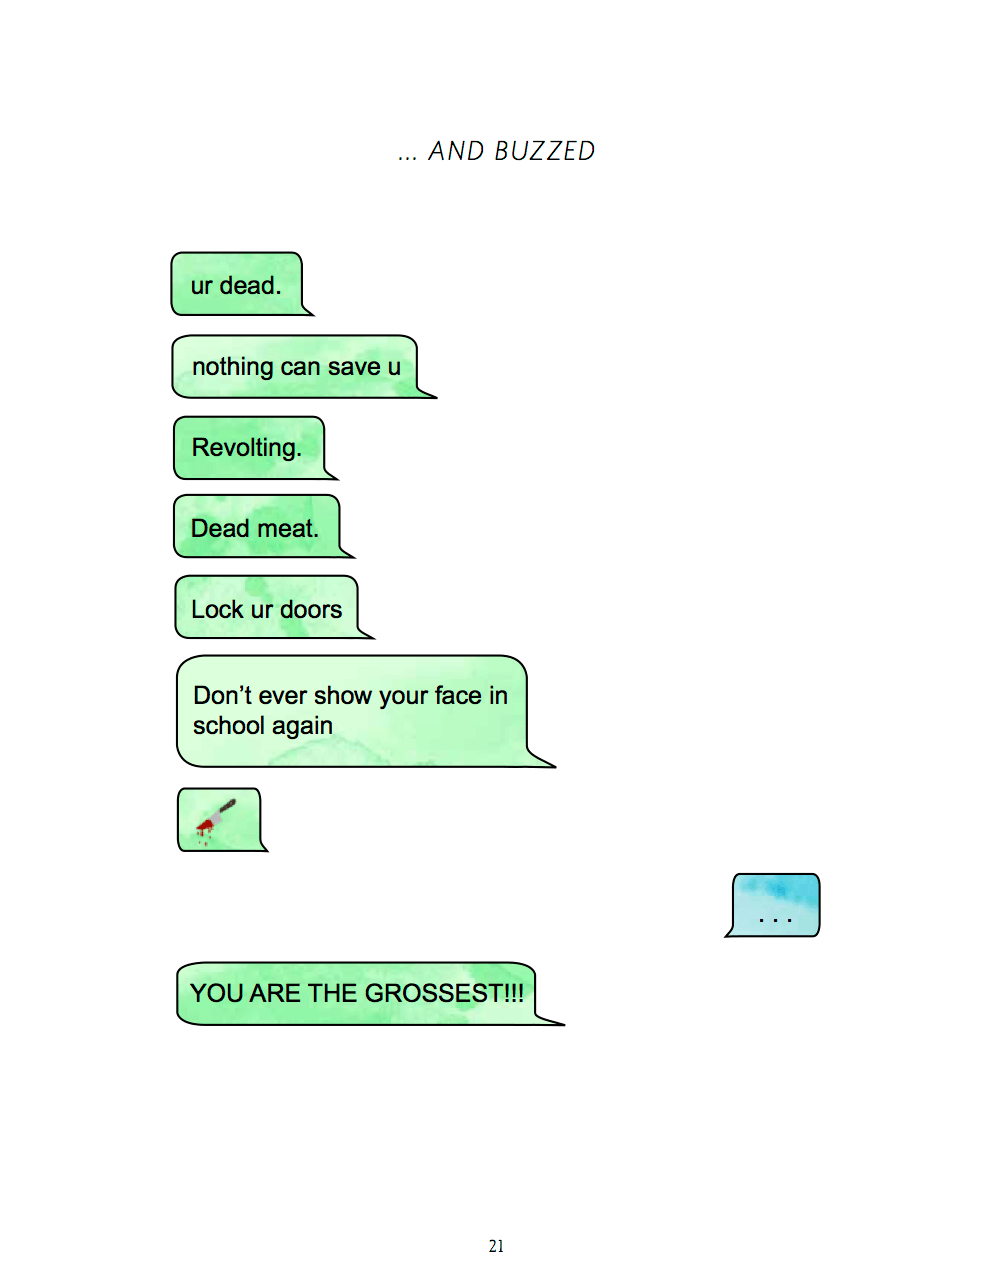 ... AND BUZZED
ur dead.
nothing can save u
Revolting.
Dead meat.
Lock ur doors
Don’t ever show your face in
school again
. . .
YOU ARE THE GROSSEST!!!
21